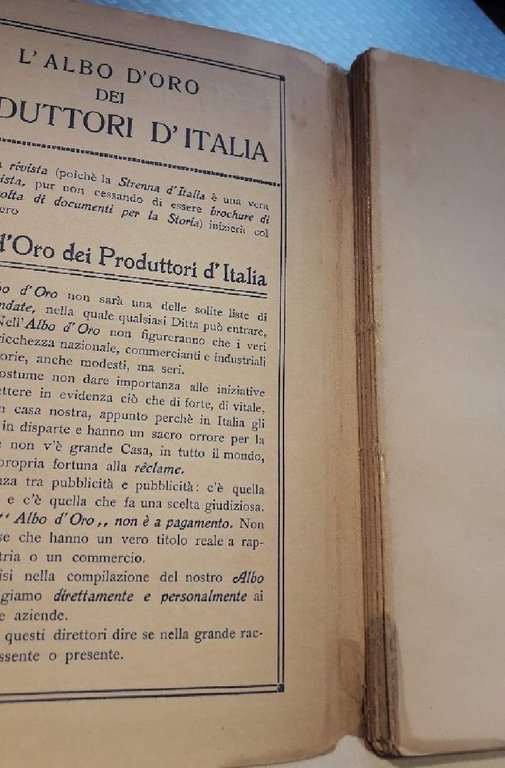 L'ALBO D'ORO
DEI
DUTTORI D'ITALIA
rivista (poichè la Strenna d'Italia è una vera
ista, pur non cessando di essere brochure di
olta di documenti per la Storia) inizierà col
ero
d'Oro dei Produttori d'Italia
bo d'Oro non sarà una delle solite liste di
ndate, nella quale qualsiasi Ditta può entrare,
Nell'Albo d'Oro non figureranno che i veri
ricchezza nazionale, commercianti e industriali
orie, anche modesti, ma seri.
ostume non dare importanza alle iniziative
ettere in evidenza ciò che di forte, di vitale,
n casa nostra, appunto perchè in Italia gli
in disparte e hanno un sacro orrore per la
e non v'è grande Casa, in tutto il mondo,
propria fortuna alla réclame.
nza tra pubblicità e pubblicità: c'è quella
e c'è quella che fa una scelta giudiziosa.
“ Albo d'Oro „ non è a pagamento. Non
se che hanno un vero titolo reale a rap-
tria o un commercio.
isi nella compilazione del nostro Albo
giamo direttamente e personalmente ai
e aziende.
questi direttori dire se nella grande rac-
ssente o presente.